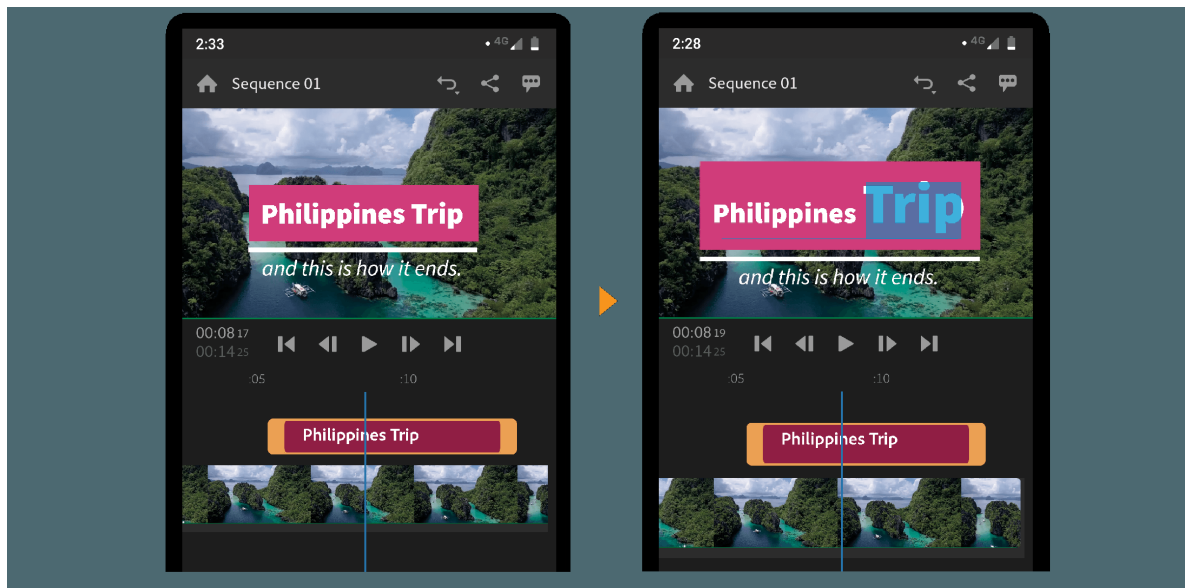 2:33
4G
Sequence 01
Philippines Trip
and this is how it ends.
00:08 17
00:14 25
:05 :10
Philippines Trip
2:28
4G
Sequence 01
Philippines Trip
and this is how it ends.
00:08 19
00:14 25
:05 :10
Philippines Trip